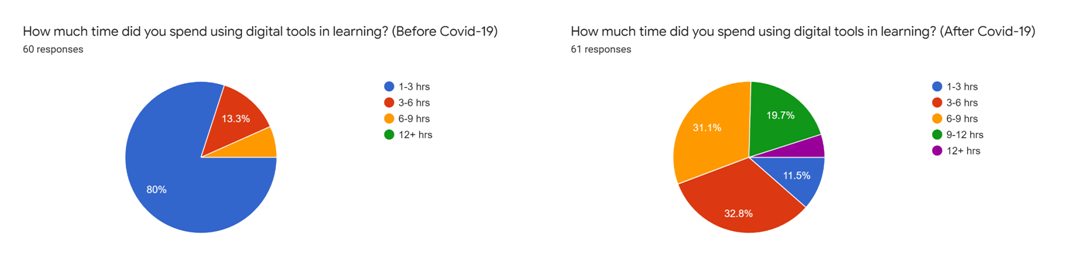 How much time did you spend using digital tools in learning? (Before Covid-19)
60 responses
1-3 hrs
3-6 hrs
6-9 hrs
12+ hrs
13.3%
80%
How much time did you spend using digital tools in learning? (After Covid-19)
61 responses
1-3 hrs
3-6 hrs
6-9 hrs
9-12 hrs
12+ hrs
19.7%
31.1%
11.5%
32.8%